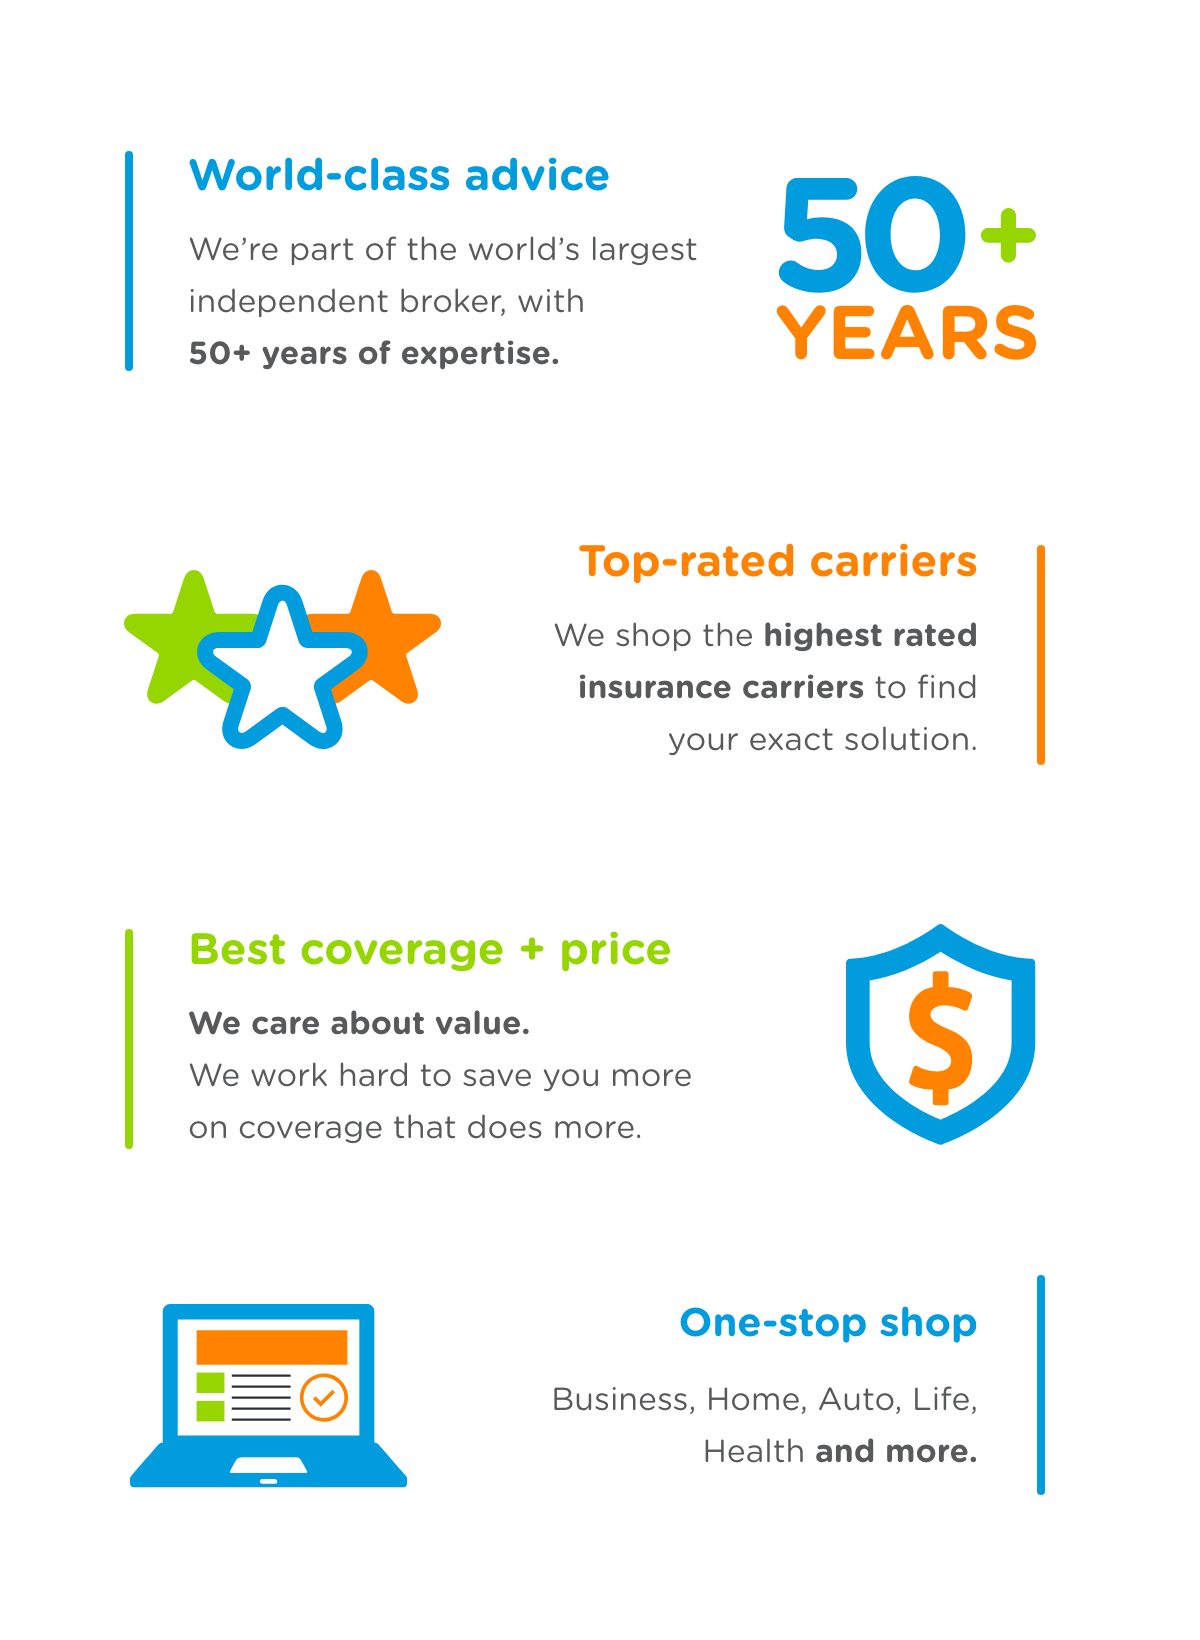 World-class advice
We’re part of the world’s largest
independent broker, with
50+ years of expertise.
50+
YEARS
Top-rated carriers
We shop the highest rated
insurance carriers to find
your exact solution.
Best coverage + price
We care about value.
We work hard to save you more
on coverage that does more.
$
One-stop shop
Business, Home, Auto, Life,
Health and more.